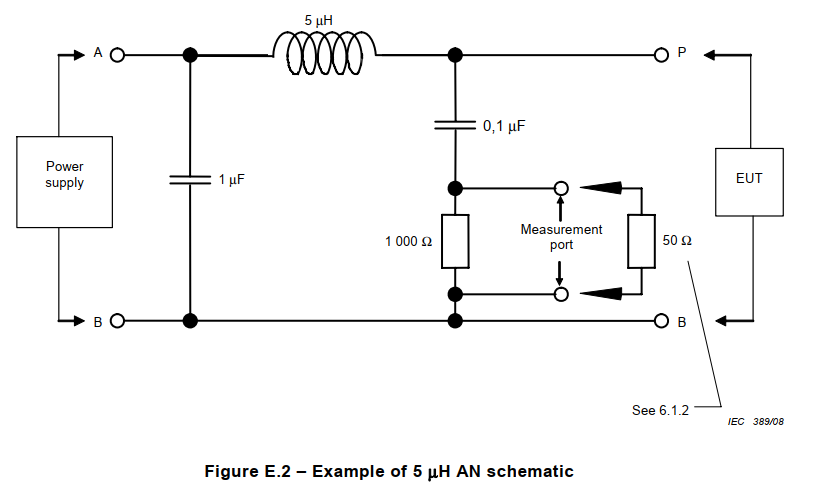 5 μH
A
P
0,1 μF
Power
supply
1 μF
EUT
Measurement
port
1 000 Ω
50 Ω
B
B
See 6.1.2
IEC 389/08
Figure E.2 – Example of 5 μH AN schematic